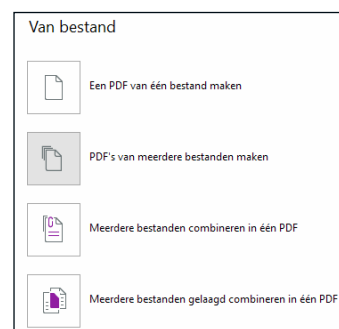 Van bestand
Een PDF van één bestand maken
PDF's van meerdere bestanden maken
Meerdere bestanden combineren in één PDF
Meerdere bestanden gelaagd combineren in één PDF